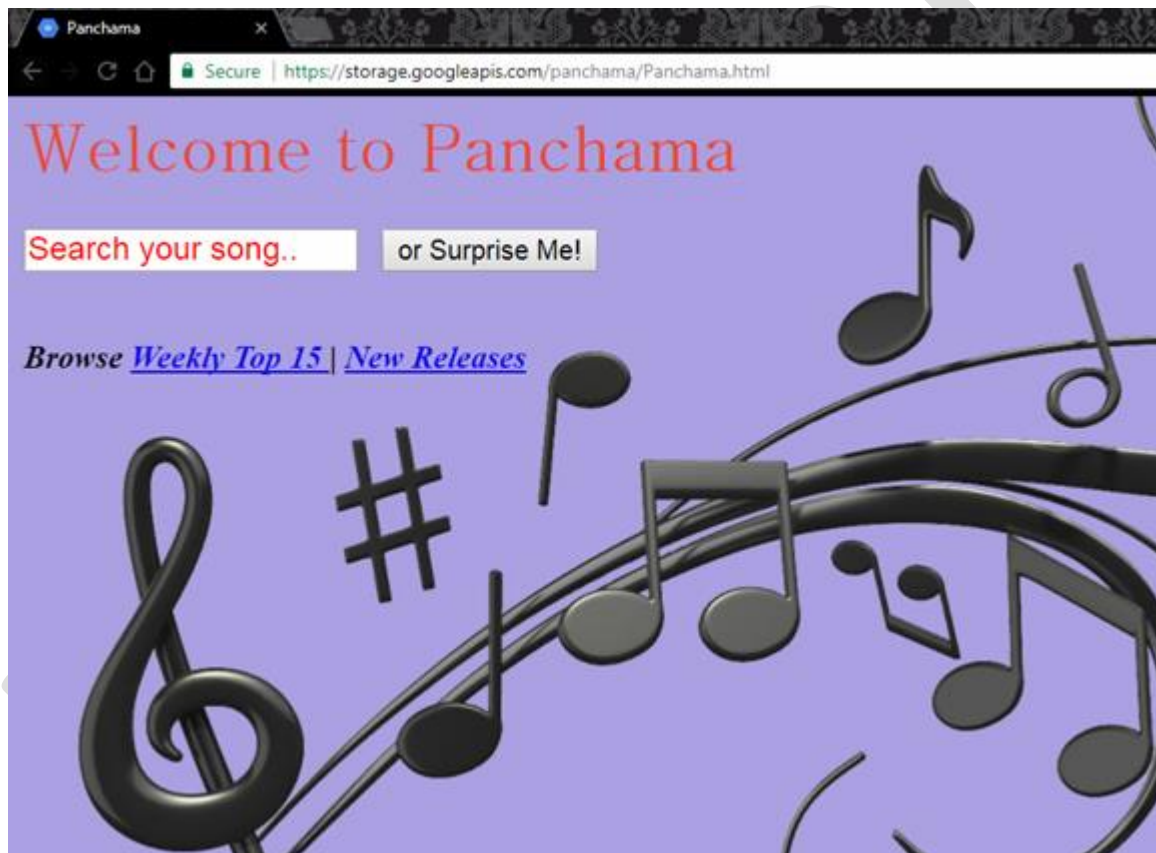 Panchama
Secure https://storage.googleapis.com/panchama/Panchama.html
Welcome to Panchama
Search your song.. or Surprise Me!
Browse Weekly Top 15 | New Releases